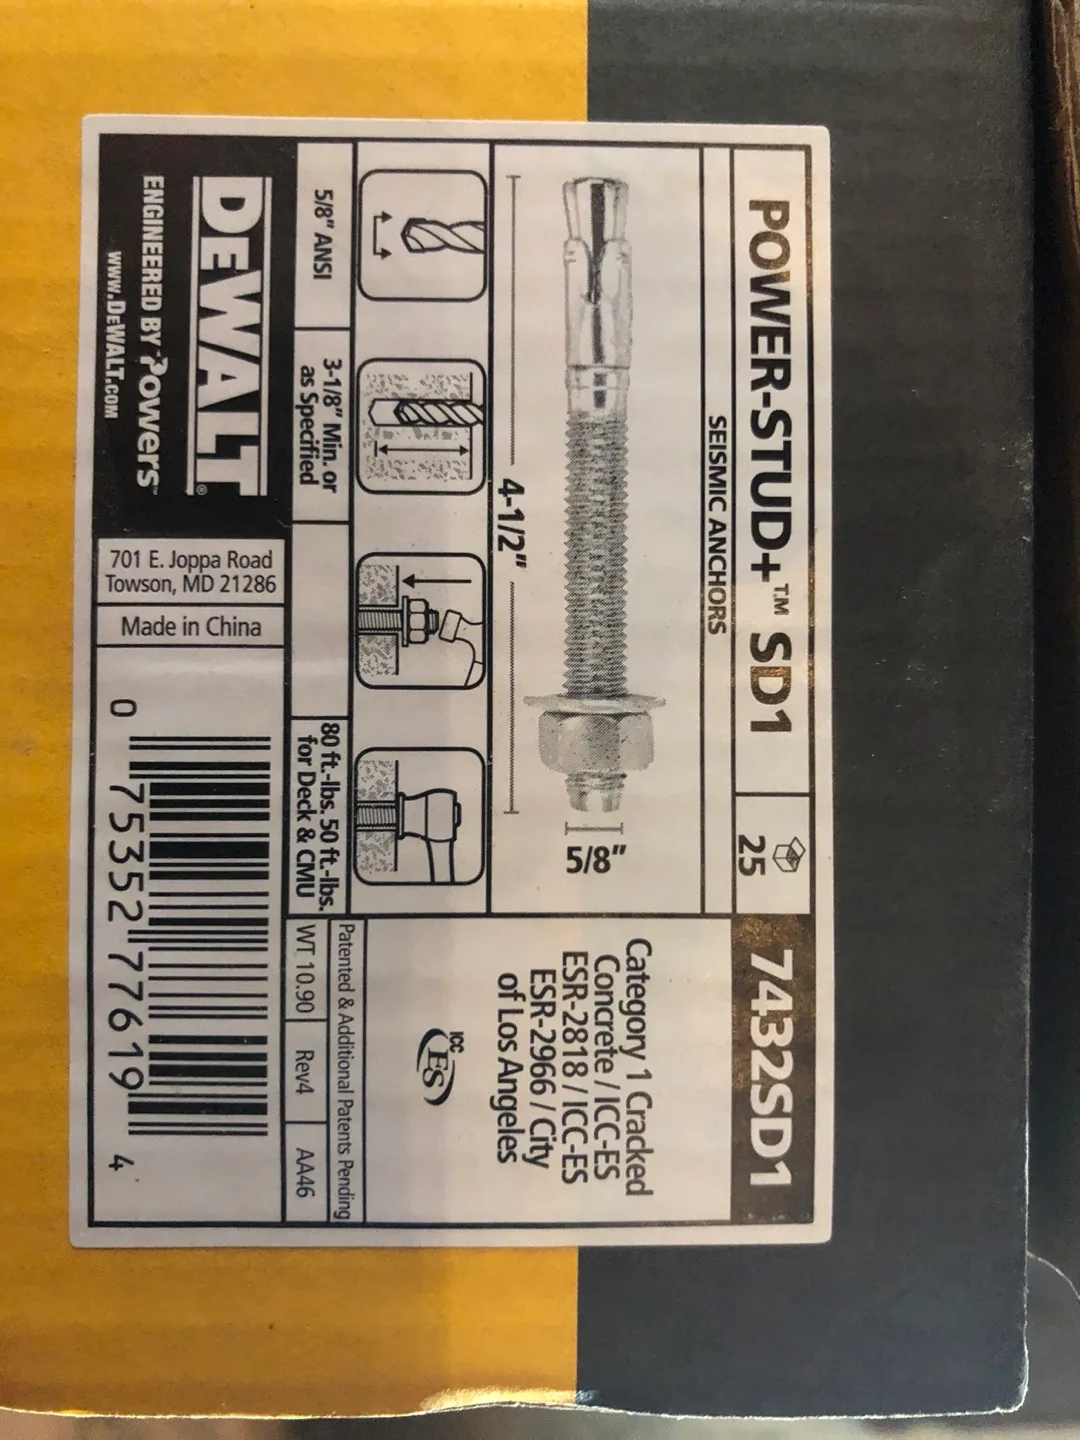 POWER-STUD+™ SD1
25
7432SD1
SEISMIC ANCHORS
4-1/2"
5/8"
Category 1 Cracked
Concrete / ICC-ES
ESR-2818 / ICC-ES
ESR-2966 / City
of Los Angeles
ICC
ES
5/8" ANSI
3-1/8" Min. or
as Specified
80 ft.-lbs. 50 ft.-lbs.
for Deck & CMU
Patented & Additional Patents Pending
WT 10.90
Rev4
AA46
DEWALT®
ENGINEERED BY Powers™
www.DEWALT.com
701 E. Joppa Road
Towson, MD 21286
Made in China
0 75352 77619 4